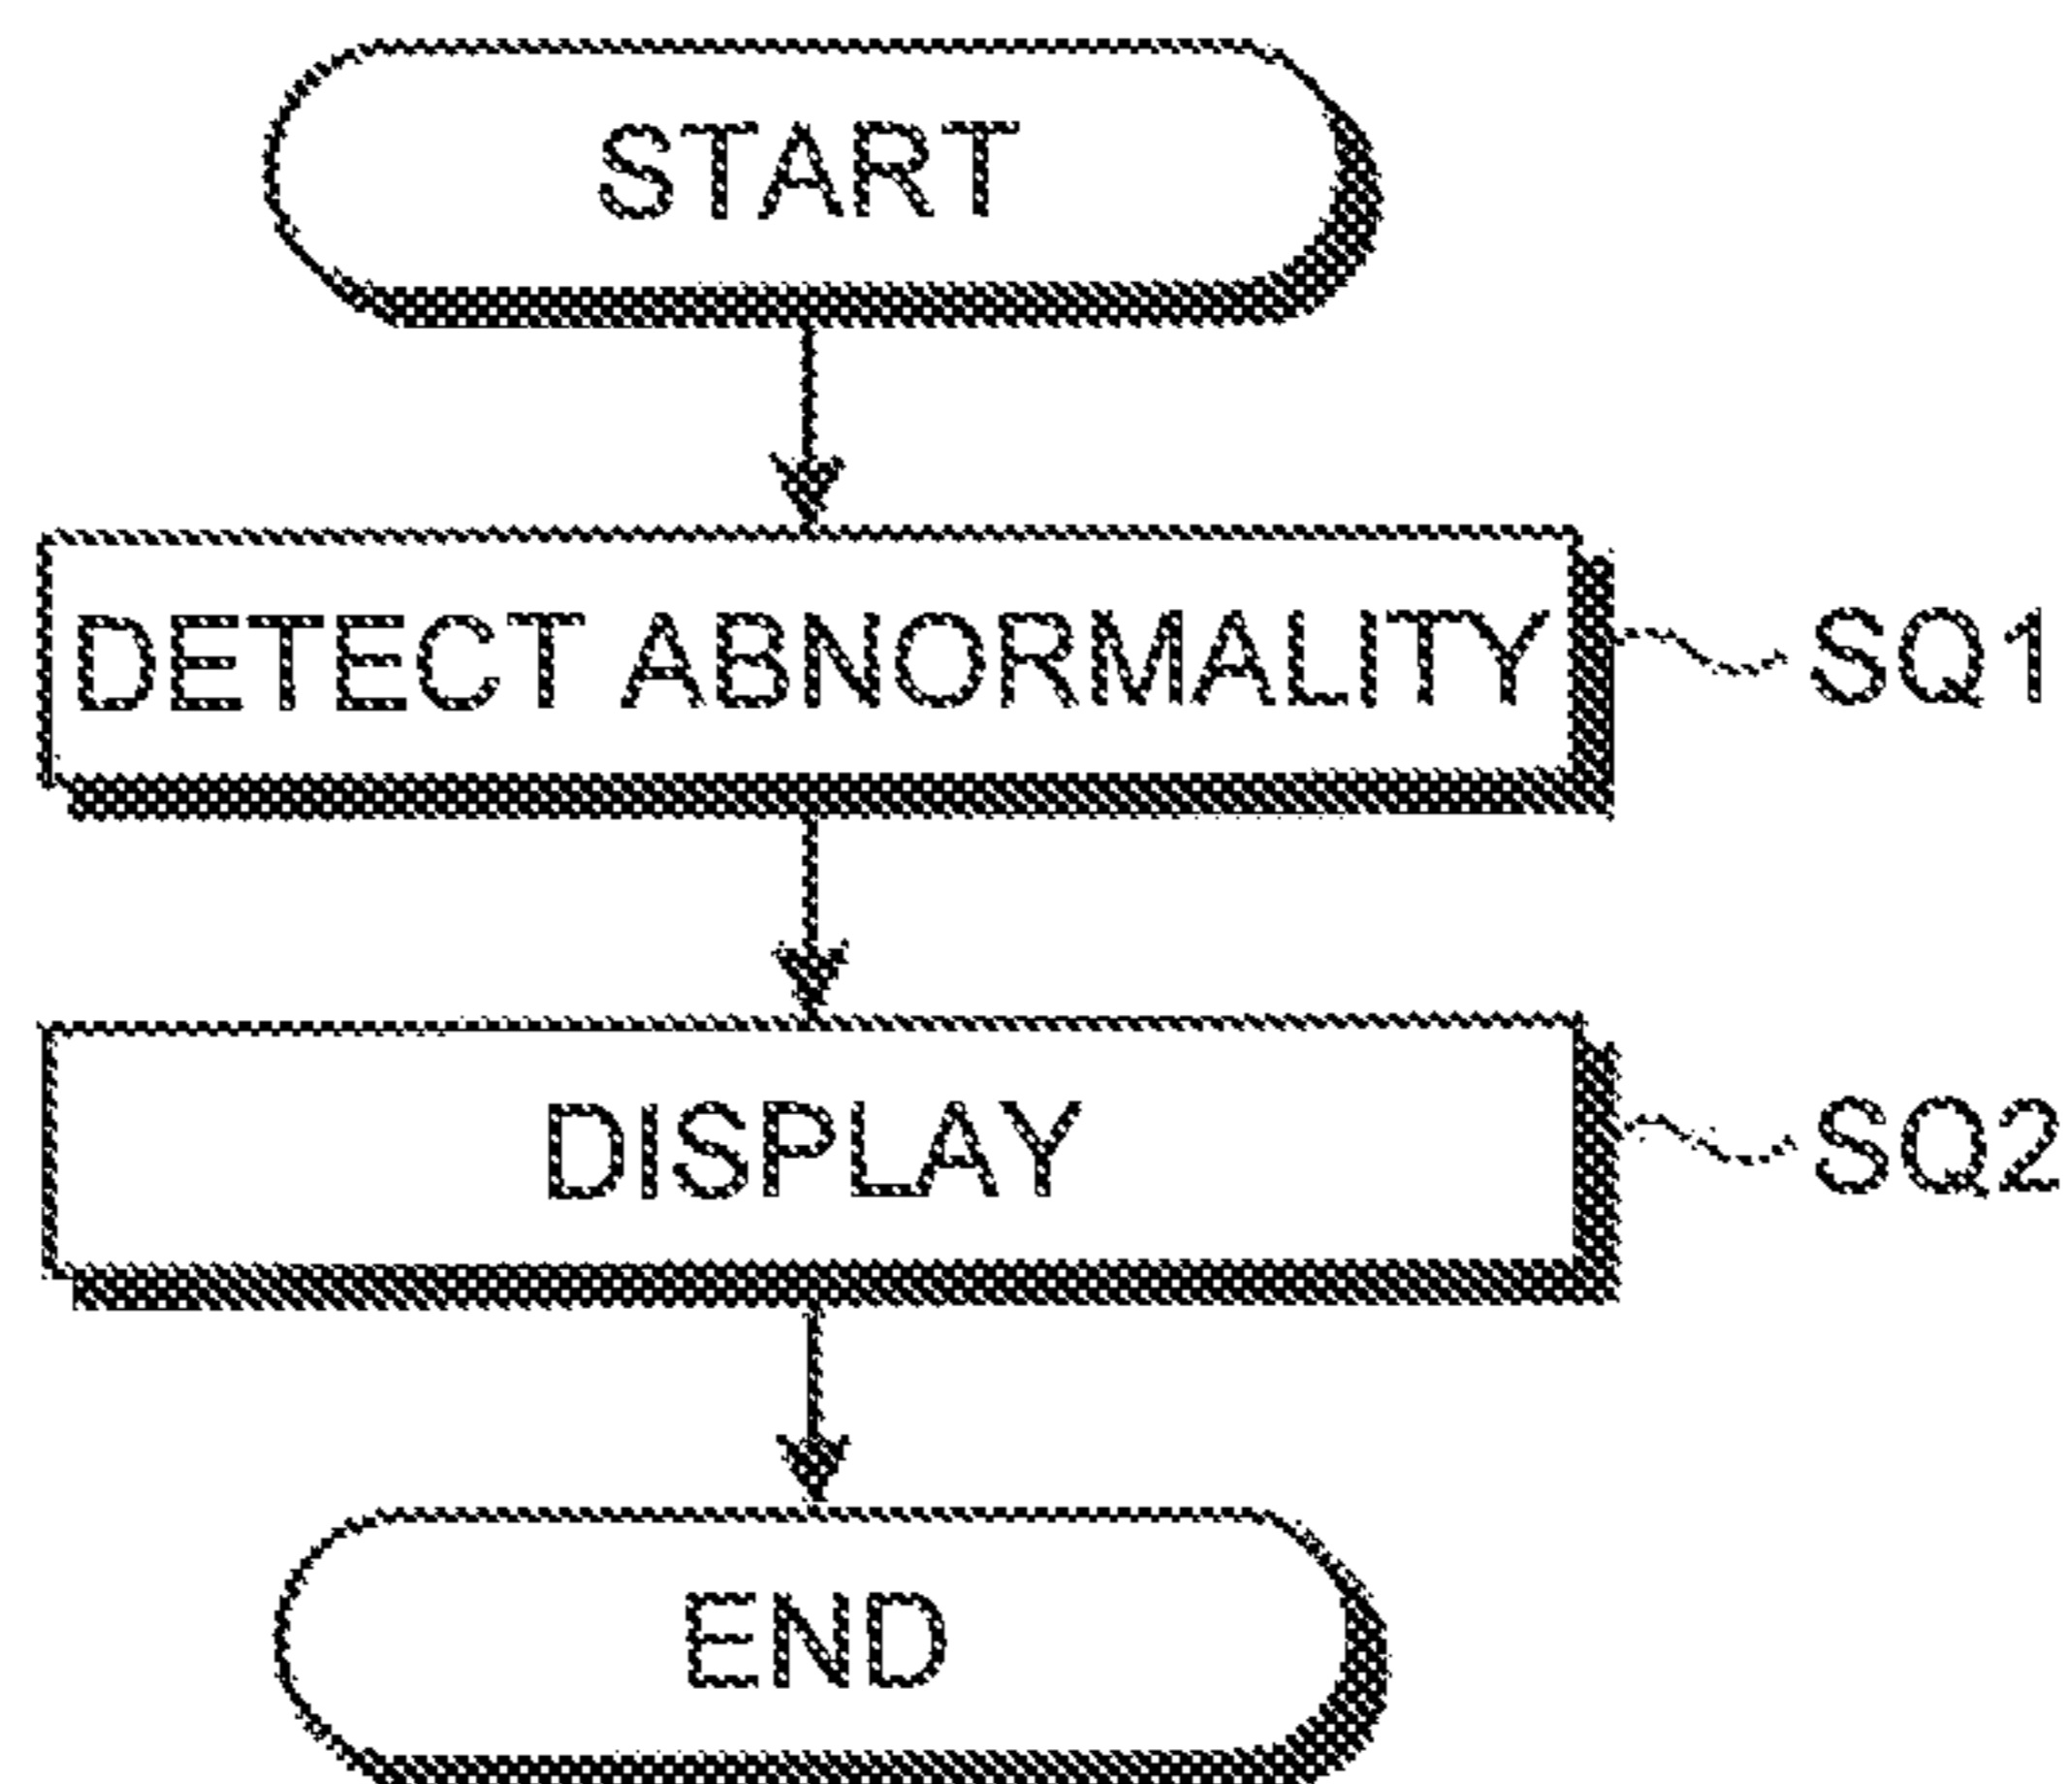 START
DETECT ABNORMALITY
SQ1
DISPLAY
SQ2
END